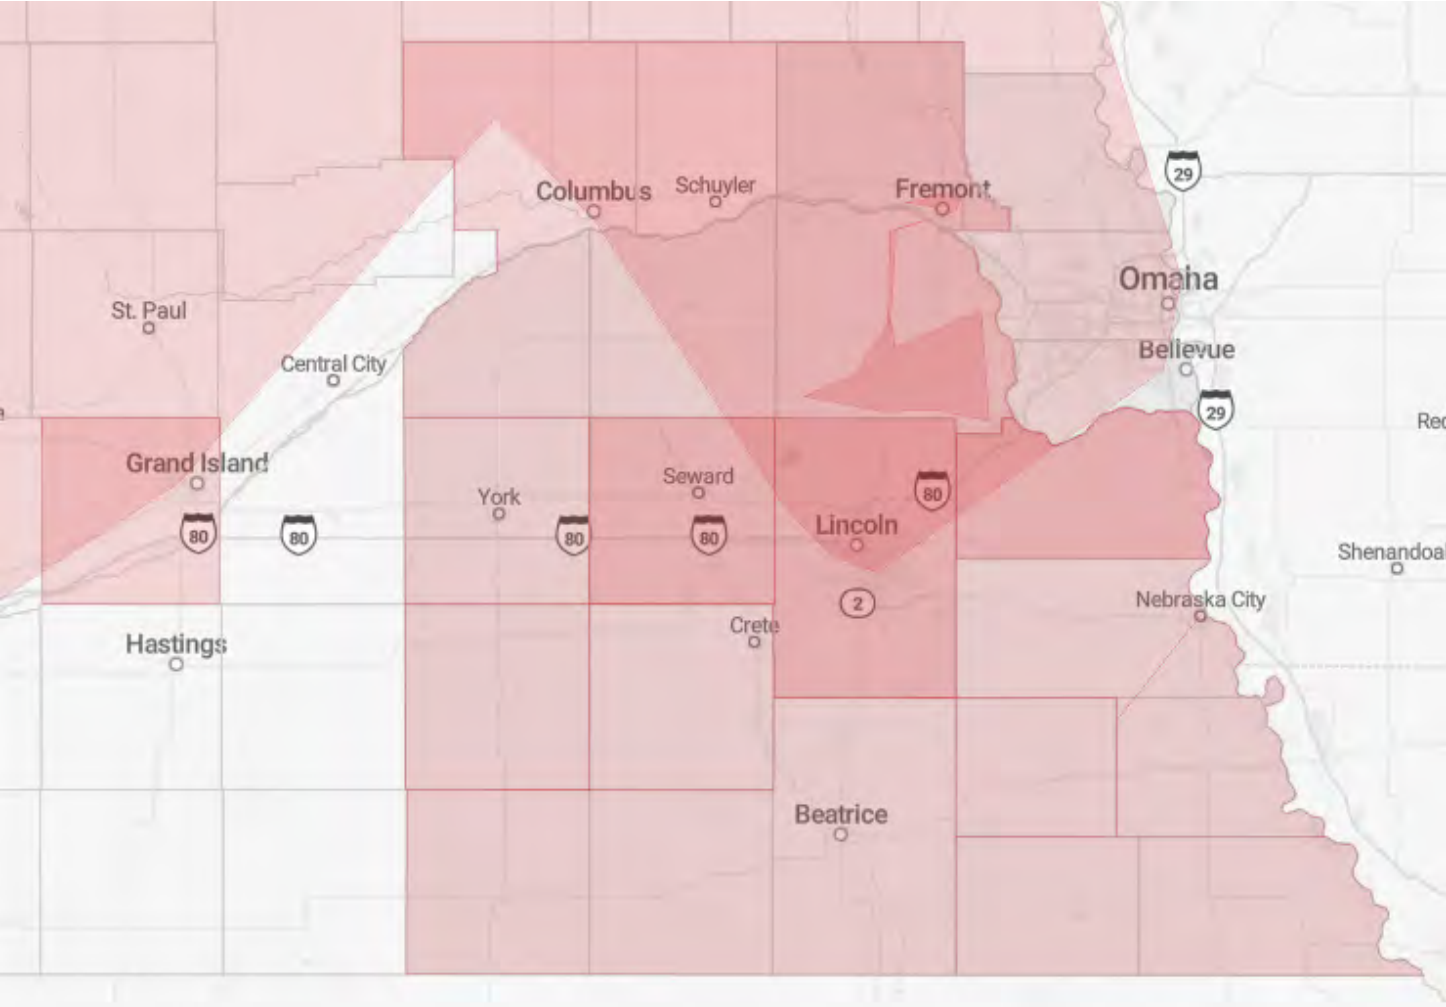 29
Columbus
Schuyler
Fremont
Omaha
St. Paul
Central City
Bellevue
29
Grand Island
York
Seward
80
Lincoln
80
80
80
80
Shenandoa
2
Nebraska City
Crete
Hastings
Beatrice